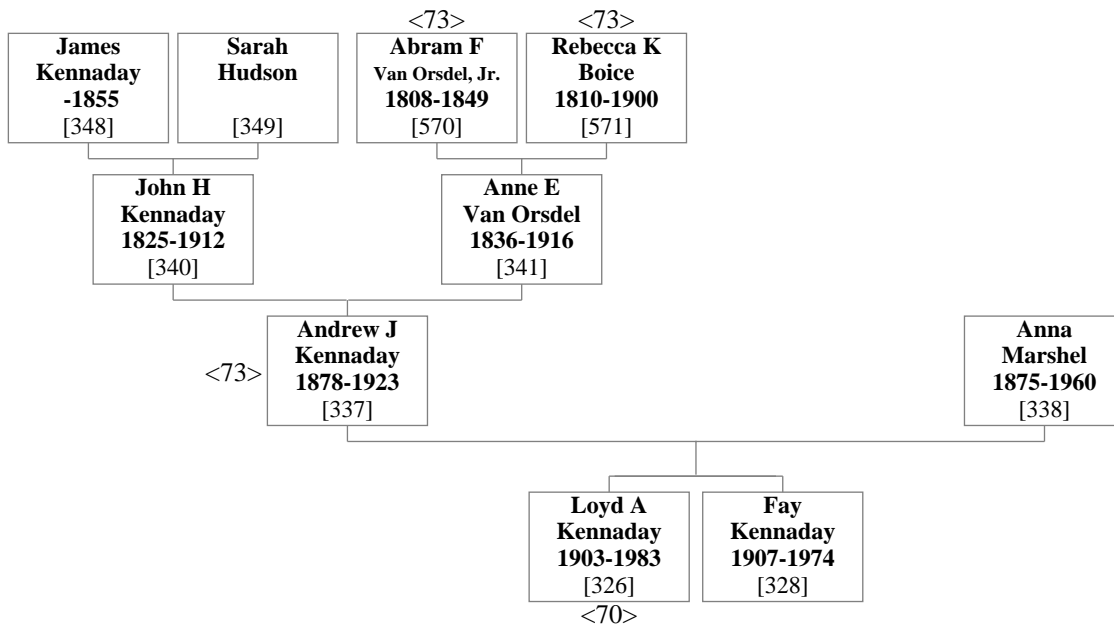 <73>
<73>
James
Kennaday
-1855
[348]
Sarah
Hudson
[349]
Abram F
Van Orsdel, Jr.
1808-1849
[570]
Rebecca K
Boice
1810-1900
[571]
John H
Kennaday
1825-1912
[340]
Anne E
Van Orsdel
1836-1916
[341]
<73>
Andrew J
Kennaday
1878-1923
[337]
Anna
Marshel
1875-1960
[338]
Loyd A
Kennaday
1903-1983
[326]
<70>
Fay
Kennaday
1907-1974
[328]